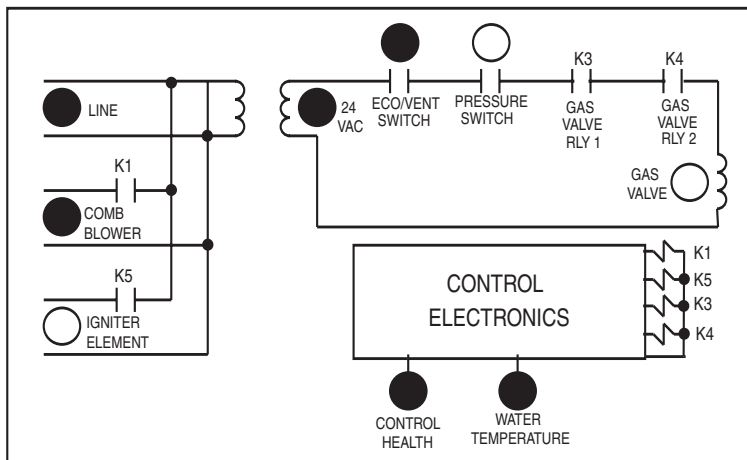 LINE
K1
COMB
BLOWER
K5
IGNITER
ELEMENT
24
VAC
ECO/VENT
SWITCH
PRESSURE
SWITCH
K3
GAS
VALVE
RLY 1
K4
GAS
VALVE
RLY 2
GAS
VALVE
CONTROL
ELECTRONICS
K1
K5
K3
K4
CONTROL
HEALTH
WATER
TEMPERATURE